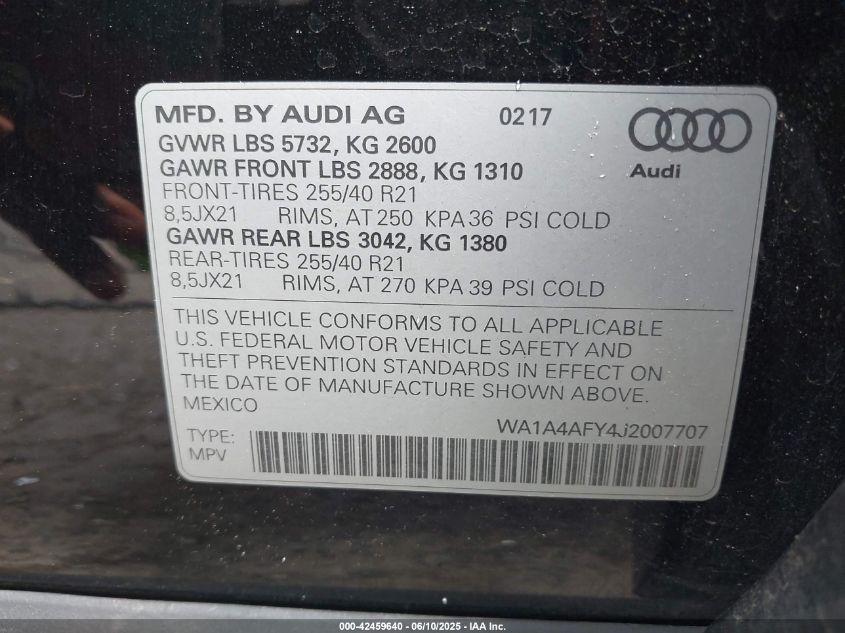 MFD. BY AUDI AG 0217
GVWR LBS 5732, KG 2600
GAWR FRONT LBS 2888, KG 1310
Audi
FRONT-TIRES 255/40 R21
8,5JX21 RIMS, AT 250 KPA 36 PSI COLD
GAWR REAR LBS 3042, KG 1380
REAR-TIRES 255/40 R21
8,5JX21 RIMS, AT 270 KPA 39 PSI COLD
THIS VEHICLE CONFORMS TO ALL APPLICABLE
U.S. FEDERAL MOTOR VEHICLE SAFETY AND
THEFT PREVENTION STANDARDS IN EFFECT ON
THE DATE OF MANUFACTURE SHOWN ABOVE.
MEXICO
WA1A4AFY4J2007707
TYPE:
MPV
000-42459640 - 06/10/2025 - IAA Inc.